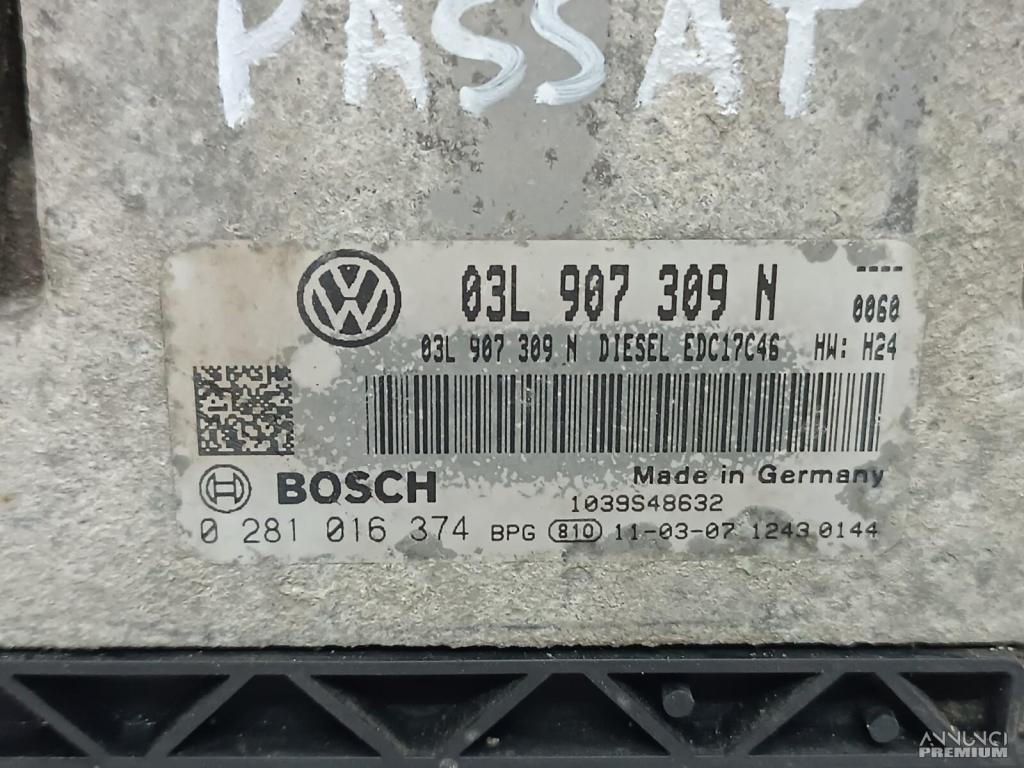 PASSAT
03L 907 309 N ----
0060
03L 907 309 N DIESEL EDC17C46 HW: H24
BOSCH Made in Germany
1039S48632
0 281 016 374 BPG 810 11-03-07 1243 0144
ANNUNCI
PREMIUM